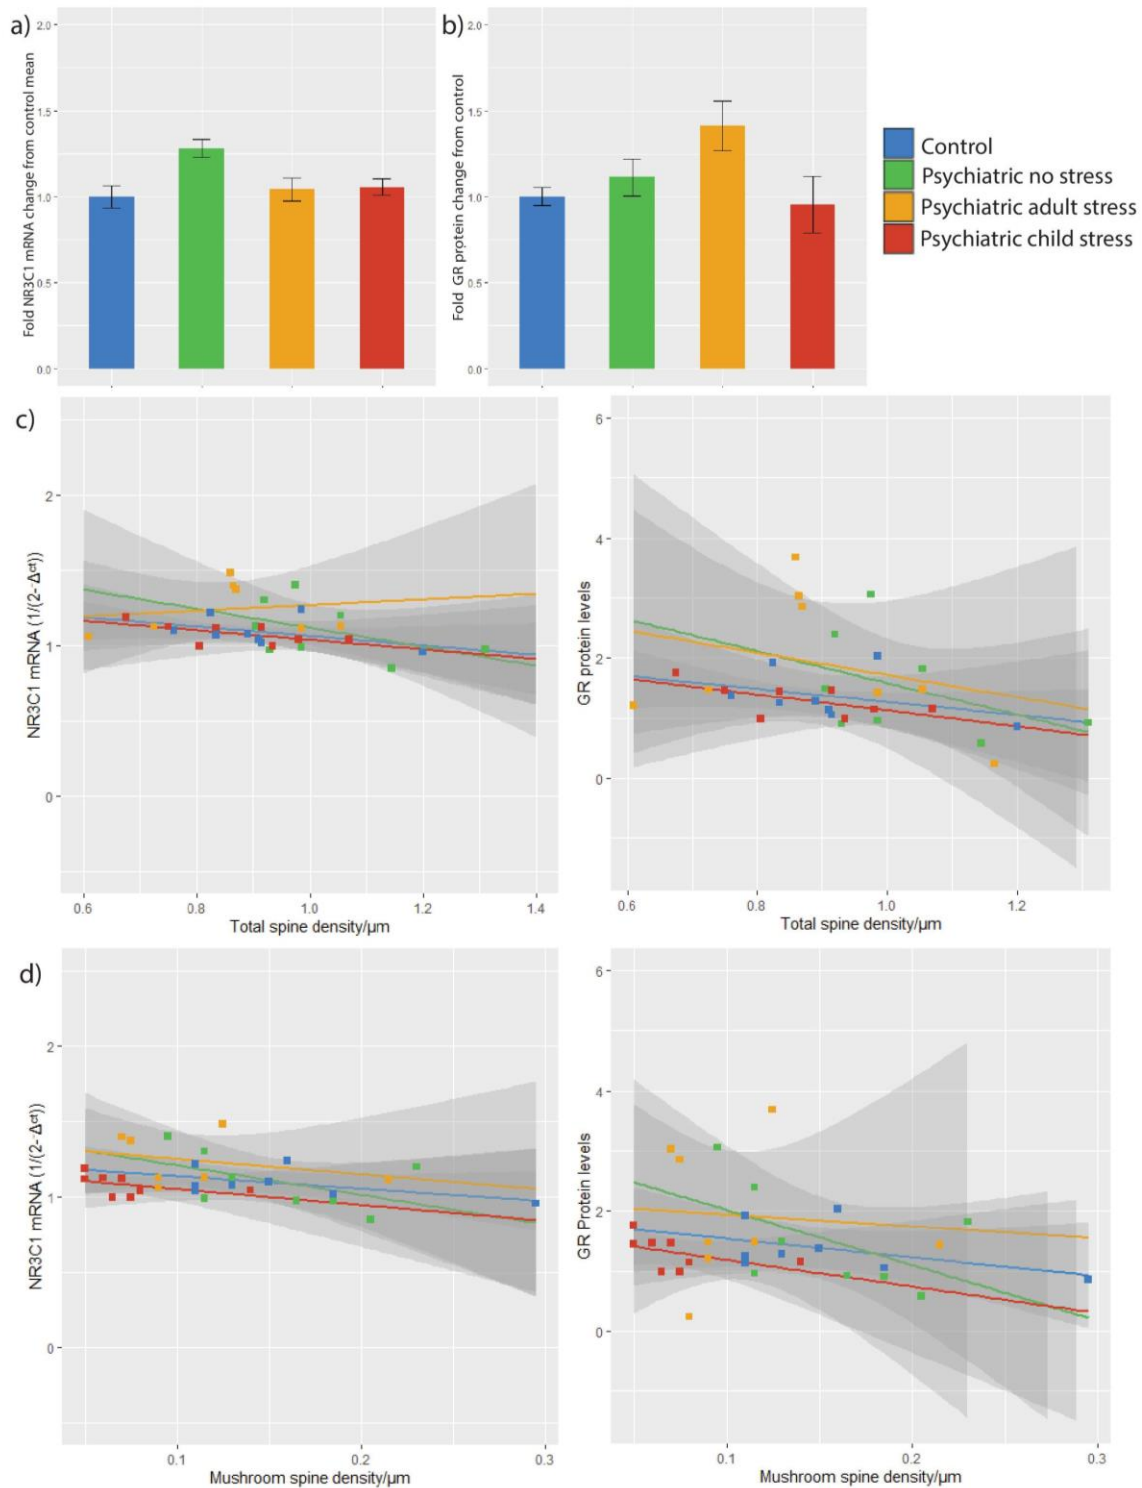 a)
Fold NR3C1 mRNA change from control mean
2.0
1.5
1.0
0.5
0.0
b)
Fold GR protein change from control
2.0
1.5
1.0
0.5
0.0
Control
Psychiatric no stress
Psychiatric adult stress
Psychiatric child stress
c)
NR3C1 mRNA (1/(2-Δct))
2
1
0
0.6 0.8 1.0 1.2 1.4
Total spine density/µm
GR protein levels
6
4
2
0
0.6 0.8 1.0 1.2
Total spine density/µm
d)
NR3C1 mRNA (1/(2-Δct))
2
1
0
0.1 0.2 0.3
Mushroom spine density/µm
GR Protein levels
6
4
2
0
0.1 0.2 0.3
Mushroom spine density/µm